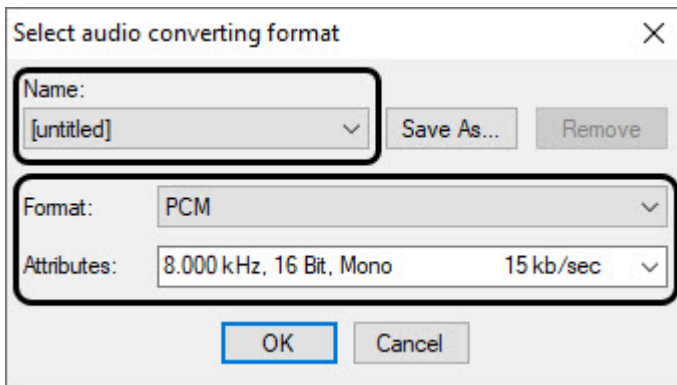 Select audio converting format
Name:
[untitled] Save As... Remove
Format: PCM
Attributes: 8.000 kHz, 16 Bit, Mono 15 kb/sec
OK Cancel